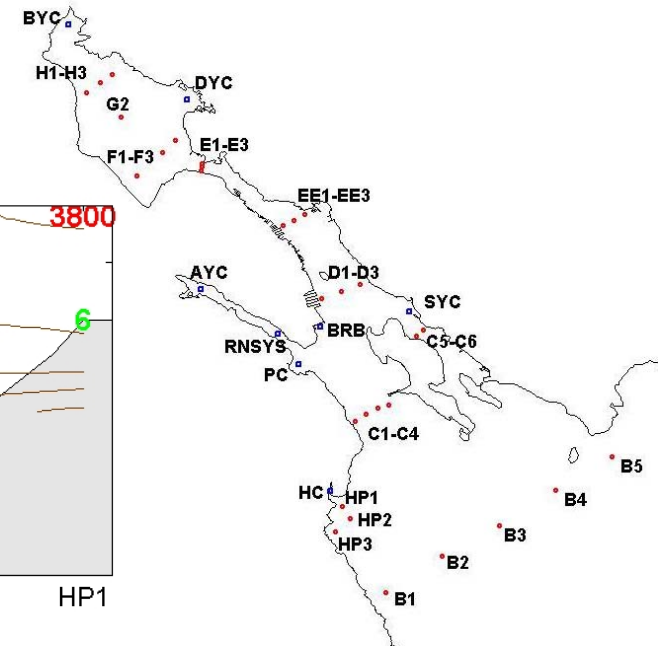 BYC
H1-H3
DYC
G2
F1-F3
E1-E3
EE1-EE3
3800
AYC
D1-D3
SYC
6
BRB
RNSYS
C5-C6
PC
C1-C4
B5
HC
HP1
B4
HP2
B3
HP3
B2
HP1
B1